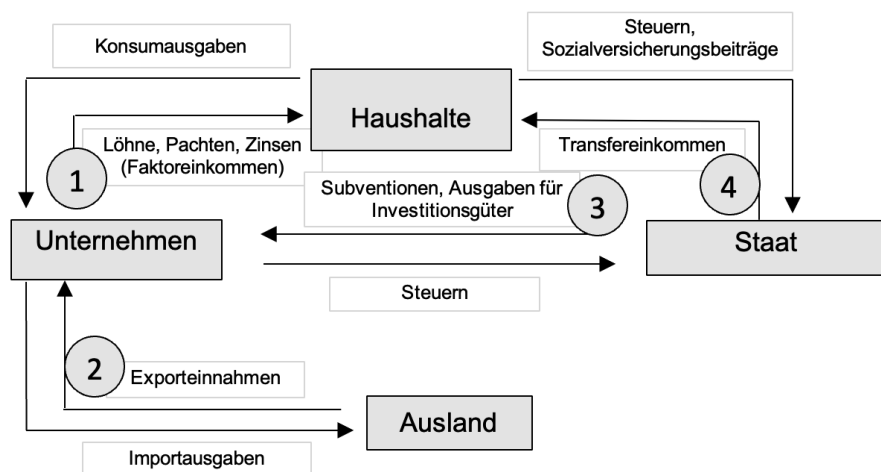 Konsumausgaben
Steuern,
Sozialversicherungsbeiträge
Haushalte
Löhne, Pachten, Zinsen
(Faktoreinkommen)
Transfereinkommen
1
Subventionen, Ausgaben für
Investitionsgüter
3
4
Unternehmen
Staat
Steuern
2
Exporteinnahmen
Ausland
Importausgaben